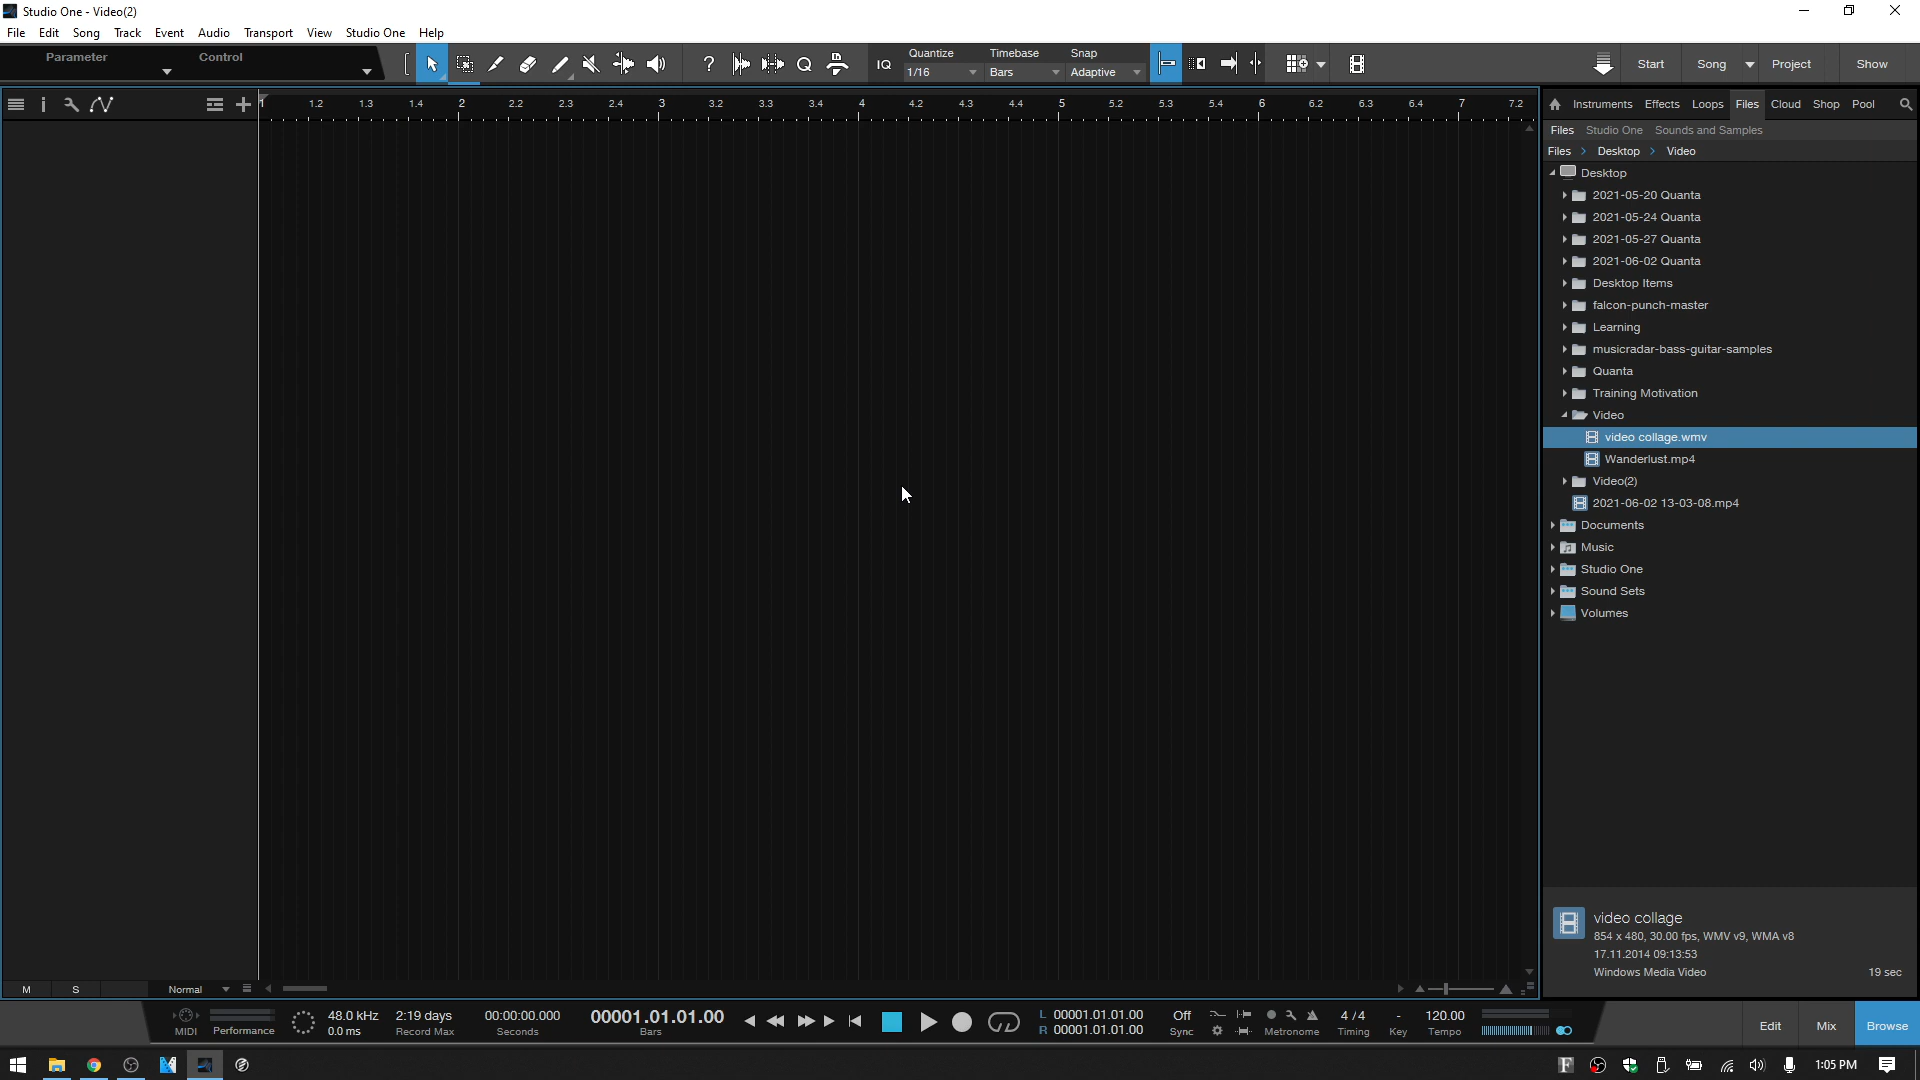 Studio One - Video(2)
File Edit Song Track Event Audio Transport View Studio One Help
Parameter Control
IQ Quantize 1/16 Timebase Bars Snap Adaptive
Start Song Project Show
1 1.2 1.3 1.4 2 2.2 2.3 2.4 3 3.2 3.3 3.4 4 4.2 4.3 4.4 5 5.2 5.3 5.4 6 6.2 6.3 6.4 7 7.2
Instruments Effects Loops Files Cloud Shop Pool
Files Studio One Sounds and Samples
Files > Desktop > Video
Desktop
2021-05-20 Quanta
2021-05-24 Quanta
2021-05-27 Quanta
2021-06-02 Quanta
Desktop Items
falcon-punch-master
Learning
musicradar-bass-guitar-samples
Quanta
Training Motivation
Video
video collage.wmv
Wanderlust.mp4
Video(2)
2021-06-02 13-03-08.mp4
Documents
Music
Studio One
Sound Sets
Volumes
video collage
854 x 480, 30.00 fps, WMV v9, WMA v8
17.11.2014 09:13:53
Windows Media Video 19 sec
M S Normal
48.0 kHz 2:19 days 00:00:00.000 00001.01.01.00 L 00001.01.01.00 Off 4 / 4 - 120.00
MIDI Performance 0.0 ms Record Max Seconds Bars R 00001.01.01.00 Sync Metronome Timing Key Tempo
Edit Mix Browse
1:05 PM